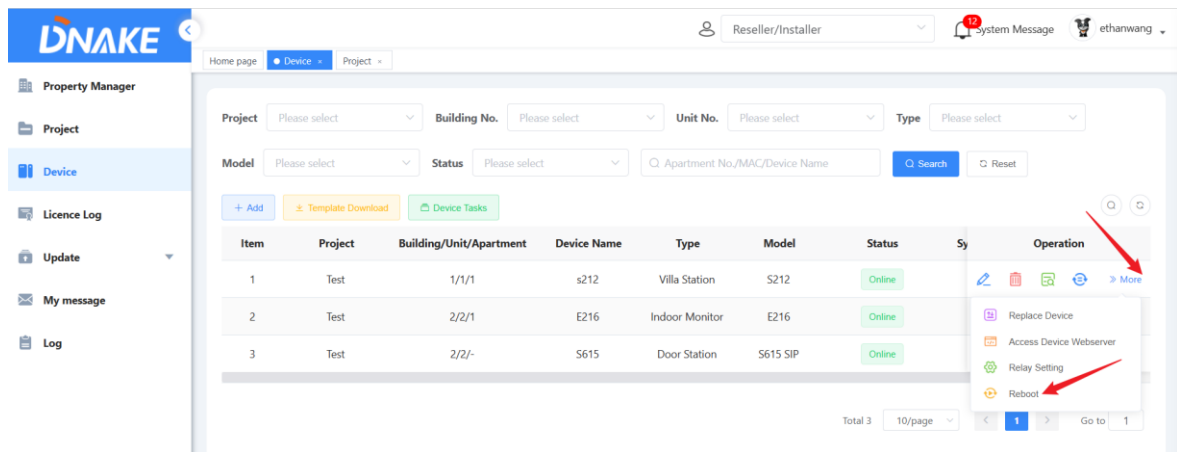 DNAKE
Reseller/Installer
12
System Message
ethanwang
Home page
Device ×
Project ×
Property Manager
Project
Device
Licence Log
Update
My message
Log
Project Please select Building No. Please select Unit No. Please select Type Please select
Model Please select Status Please select Apartment No./MAC/Device Name Search Reset
+ Add Template Download Device Tasks
Item Project Building/Unit/Apartment Device Name Type Model Status Sy Operation
1 Test 1/1/1 s212 Villa Station S212 Online More
2 Test 2/2/1 E216 Indoor Monitor E216 Online
3 Test 2/2/- S615 Door Station S615 SIP Online
Replace Device
Access Device Webserver
Relay Setting
Reboot
Total 3 10/page < 1 > Go to 1